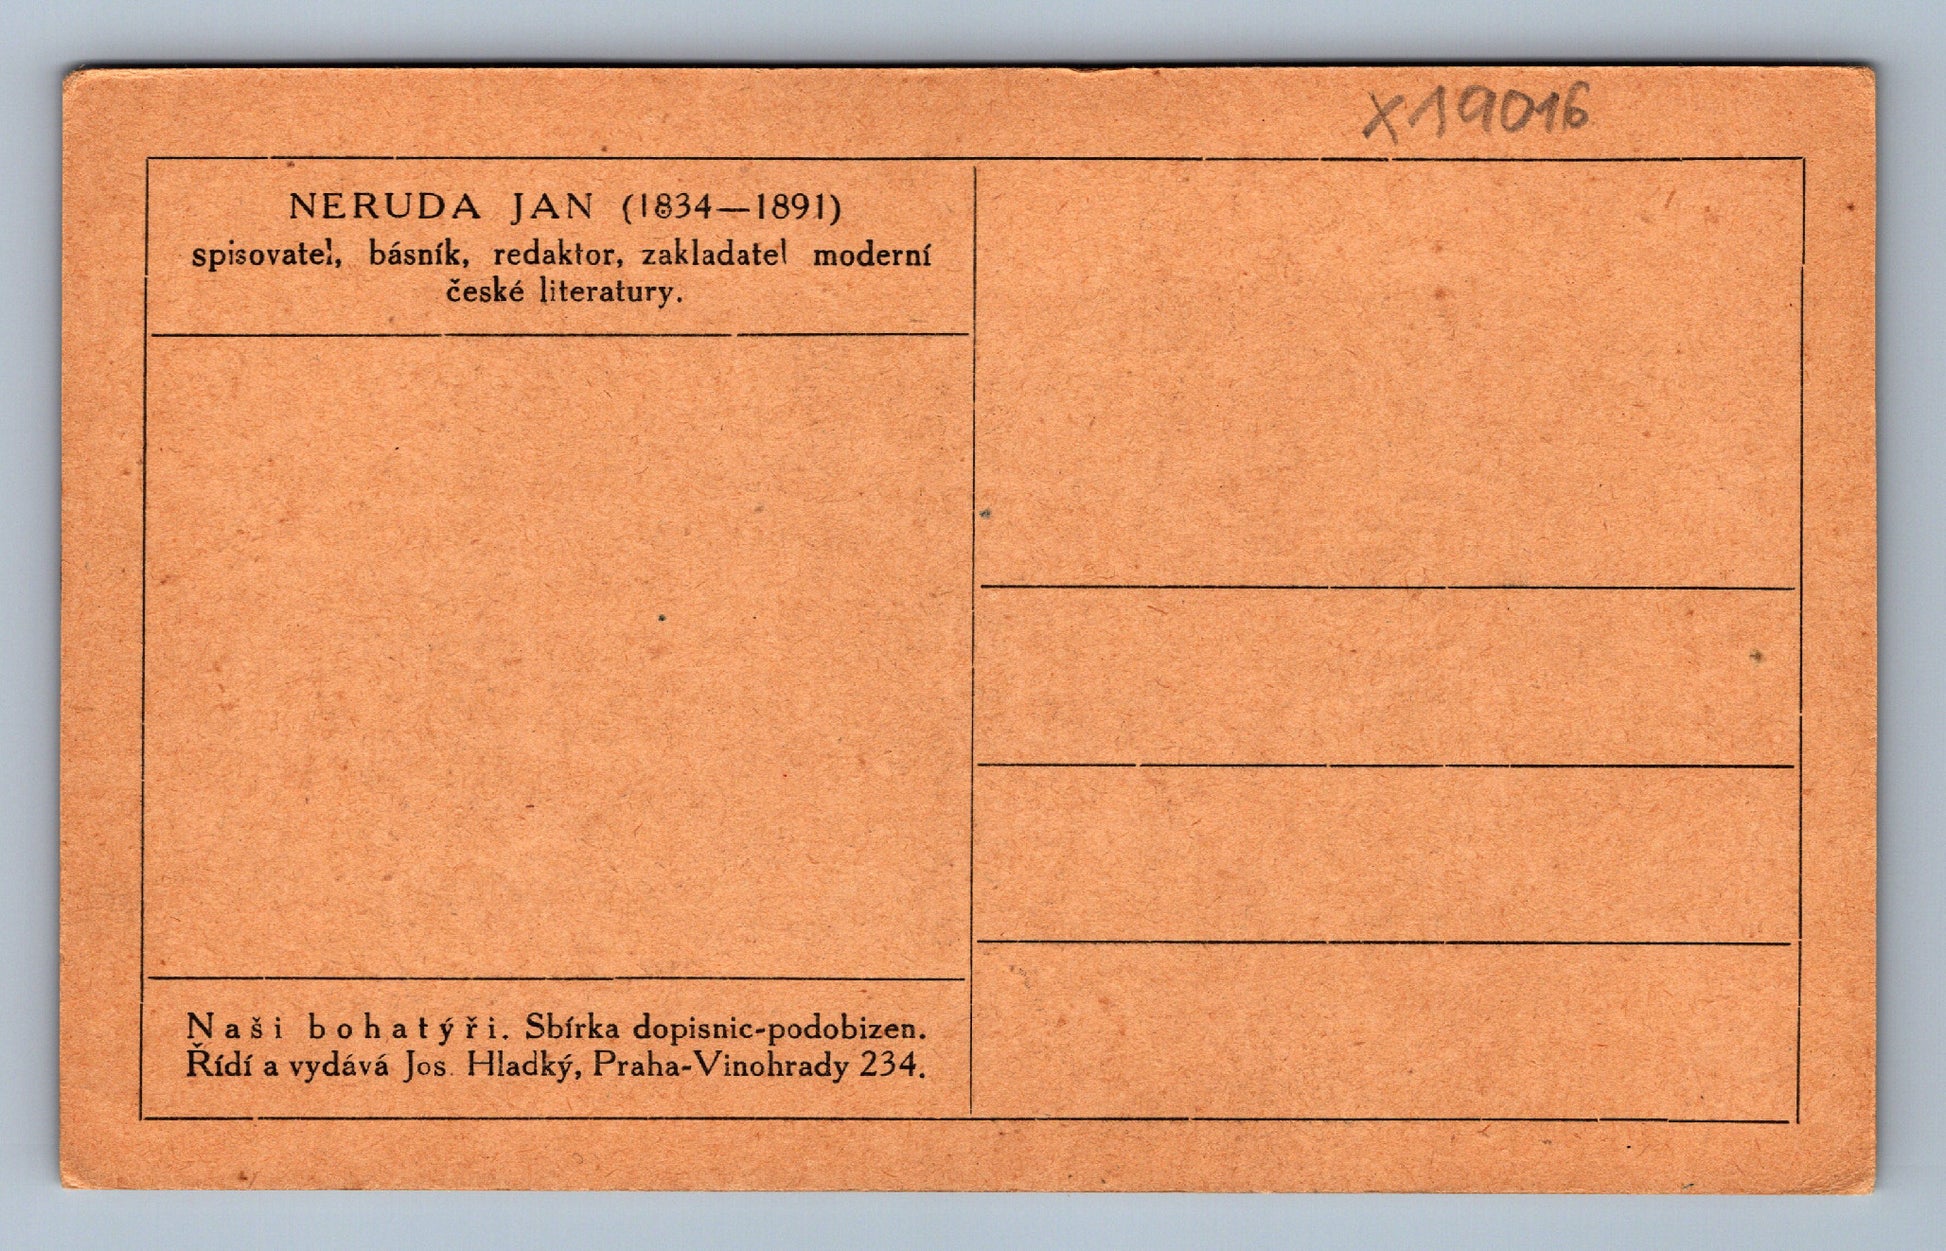 X19016
NERUDA JAN (1834—1891)
spisovatel, básník, redaktor, zakladatel moderní
české literatury.
Naši bohatýři. Sbírka dopisnic-podobizen.
Řídí a vydává Jos. Hladký, Praha-Vinohrady 234.